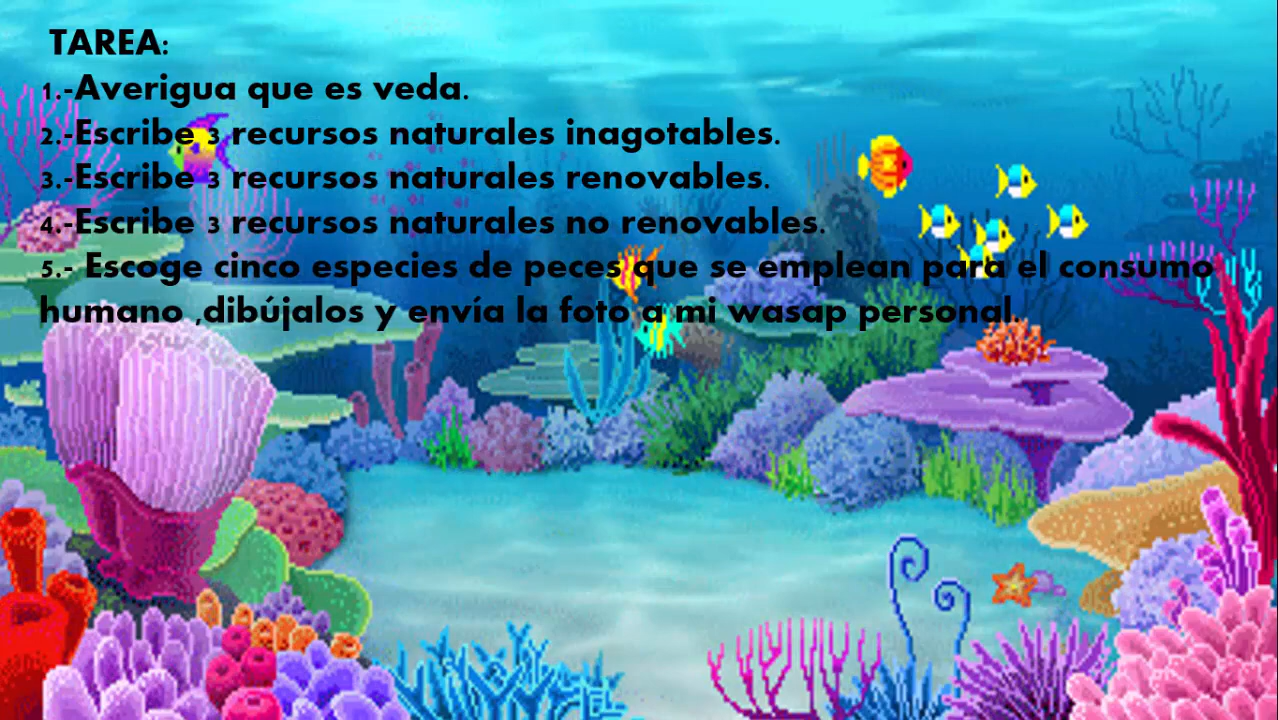 TAREA:
1.-Averigua que es veda.
2.-Escribe 3 recursos naturales inagotables.
3.-Escribe 3 recursos naturales renovables.
4.-Escribe 3 recursos naturales no renovables.
5.- Escoge cinco especies de peces que se emplean para el consumo
humano ,dibújalos y envía la foto a mi wasap personal.